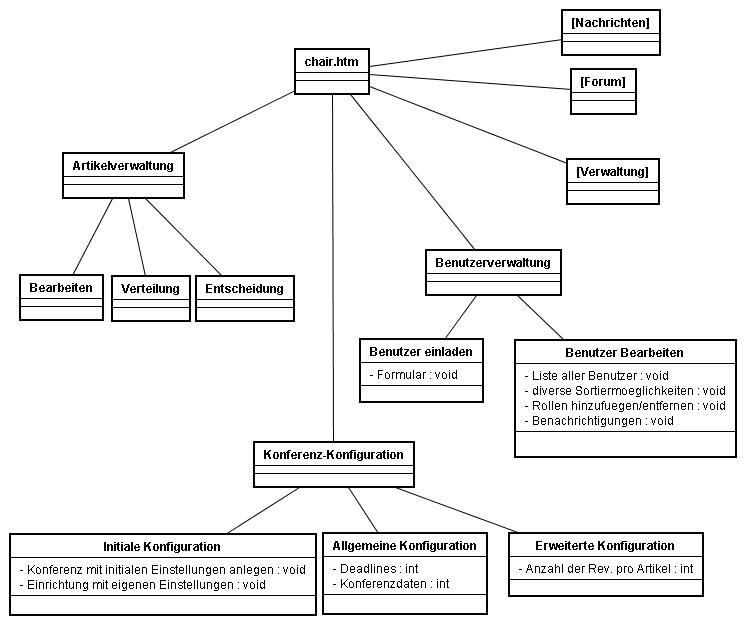 [Nachrichten]
chair.htm
[Forum]
Artikelverwaltung
[Verwaltung]
Benutzerverwaltung
Bearbeiten
Verteilung
Entscheidung
Benutzer einladen
- Formular : void
Benutzer Bearbeiten
- Liste aller Benutzer : void
- diverse Sortiermoeglichkeiten : void
- Rollen hinzufuegen/entfernen : void
- Benachrichtigungen : void
Konferenz-Konfiguration
Initiale Konfiguration
- Konferenz mit initialen Einstellungen anlegen : void
- Einrichtung mit eigenen Einstellungen : void
Allgemeine Konfiguration
- Deadlines : int
- Konferenzdaten : int
Erweiterte Konfiguration
- Anzahl der Rev. pro Artikel : int